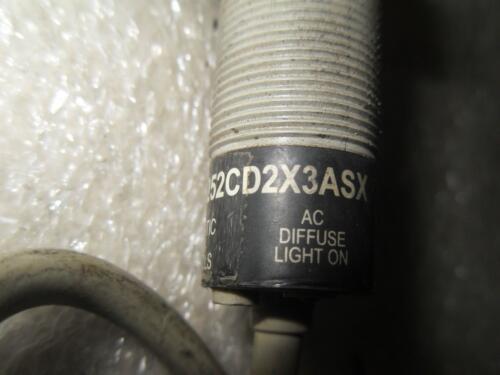 52CD2X3ASX
AC
DIFFUSE
LIGHT ON